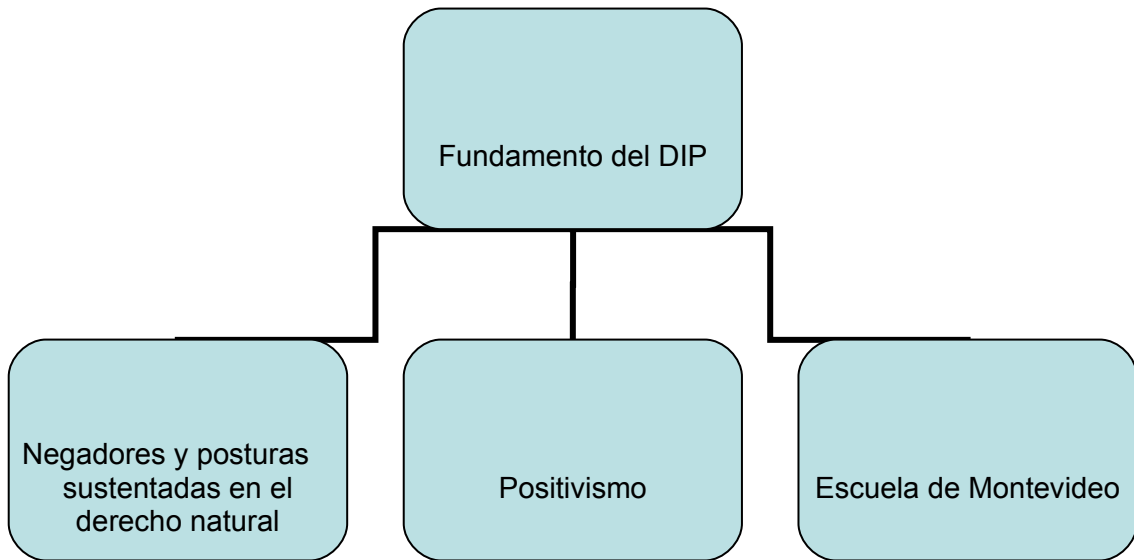 Fundamento del DIP
Negadores y posturas
sustentadas en el
derecho natural
Positivismo
Escuela de Montevideo